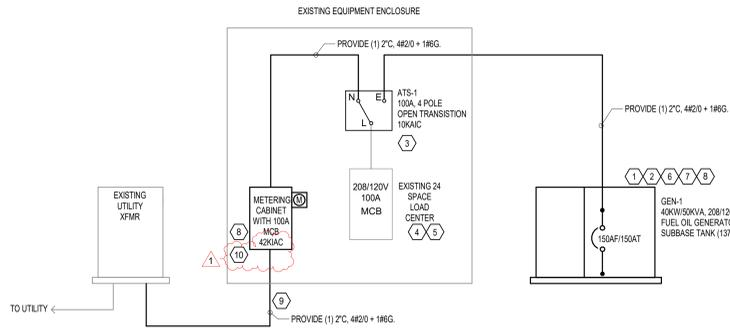 EXISTING EQUIPMENT ENCLOSURE
PROVIDE (1) 2"C, 4#2/0 + 1#6G.
N
E
L
ATS-1
100A, 4 POLE
OPEN TRANSISTION
10KAIC
3
PROVIDE (1) 2"C, 4#2/0 + 1#6G.
1 2 6 7 8
GEN-1
40KW/50KVA, 208/12
FUEL OIL GENERATO
SUBBASE TANK (137
150AF/150AT
208/120V
100A
MCB
EXISTING 24
SPACE
LOAD
CENTER
4 5
METERING
CABINET
WITH 100A
MCB
42KIAC
M
8
10
1
EXISTING
UTILITY
XFMR
TO UTILITY
9
PROVIDE (1) 2"C, 4#2/0 + 1#6G.